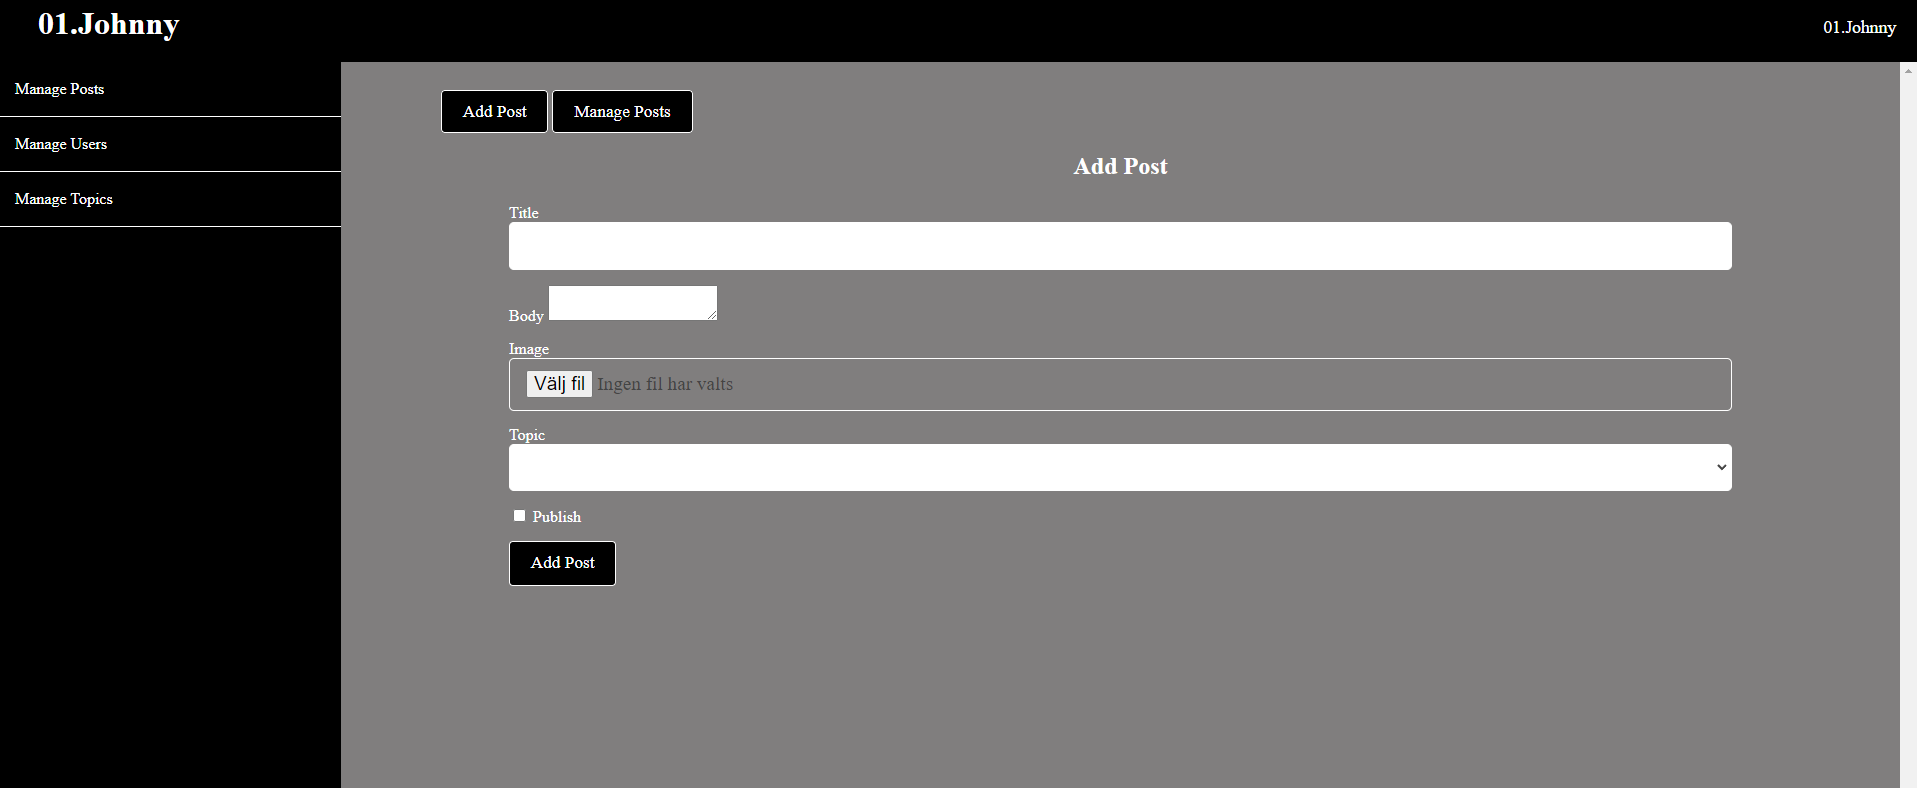 01.Johnny
01.Johnny
Manage Posts
Manage Users
Manage Topics
Add Post Manage Posts
Add Post
Title
Body
Image
Välj fil Ingen fil har valts
Topic
Publish
Add Post